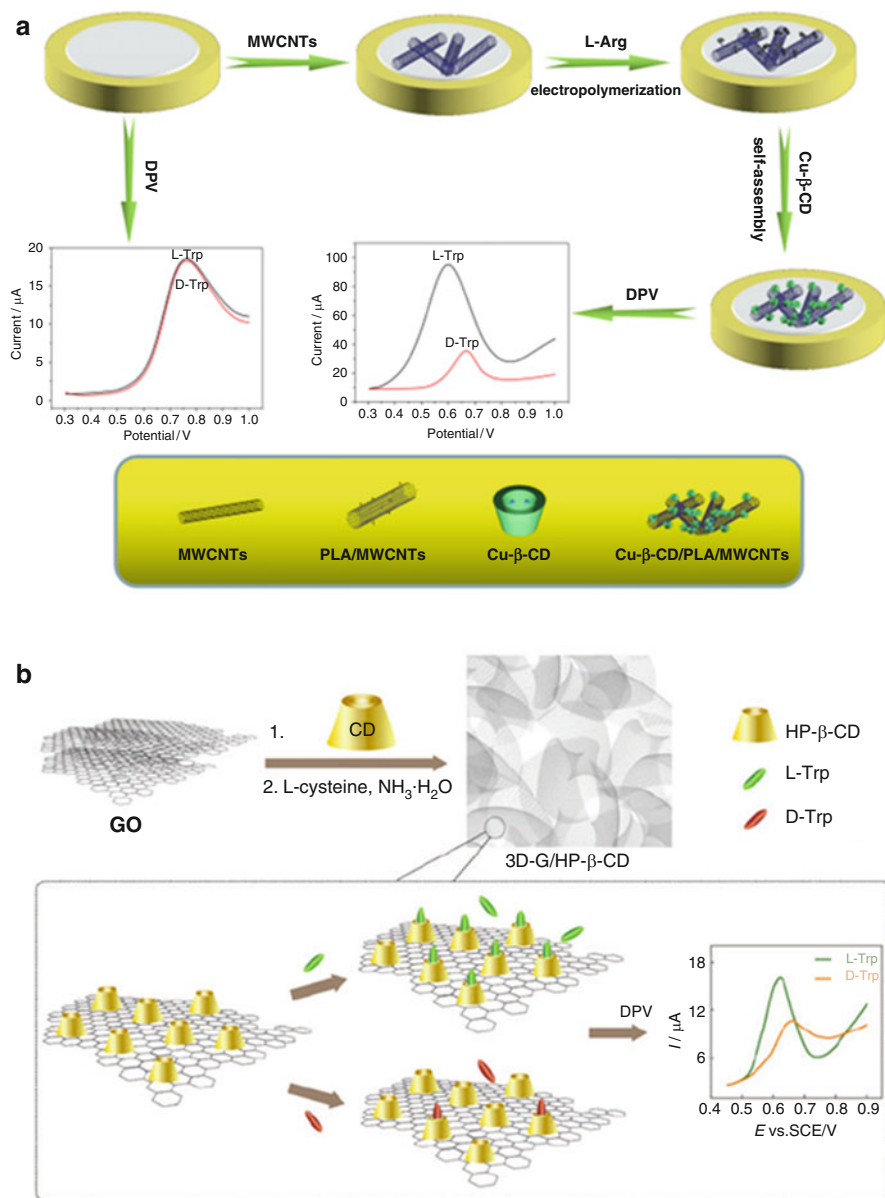 a
MWCNTs
L-Arg
electropolymerization
DPV
Cu-β-CD
self-assembly
L-Trp
D-Trp
Current / μA
20
15
10
5
0
0.3 0.4 0.5 0.6 0.7 0.8 0.9 1.0
Potential / V
L-Trp
D-Trp
Current / μA
100
80
60
40
20
0
0.3 0.4 0.5 0.6 0.7 0.8 0.9 1.0
Potential / V
DPV
MWCNTs
PLA/MWCNTs
Cu-β-CD
Cu-β-CD/PLA/MWCNTs
b
GO
1.
CD
2. L-cysteine, NH₃·H₂O
3D-G/HP-β-CD
HP-β-CD
L-Trp
D-Trp
DPV
L-Trp
D-Trp
I / μA
18
12
6
0.4 0.5 0.6 0.7 0.8 0.9
E vs.SCE/V